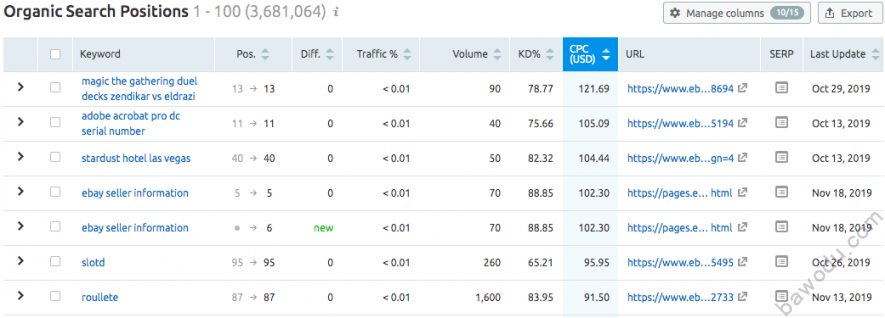 Organic Search Positions 1 - 100 (3,681,064) i
Manage columns 10/15 Export
Keyword Pos. Diff. Traffic % Volume KD% CPC (USD) URL SERP Last Update
magic the gathering duel
decks zendikar vs eldrazi 13 → 13 0 < 0.01 90 78.77 121.69 https://www.eb...8694 Oct 29, 2019
adobe acrobat pro dc
serial number 11 → 11 0 < 0.01 40 75.66 105.09 https://www.eb...5194 Oct 13, 2019
stardust hotel las vegas 40 → 40 0 < 0.01 50 82.32 104.44 https://www.eb...gn=4 Oct 13, 2019
ebay seller information 5 → 5 0 < 0.01 70 88.85 102.30 https://pages.e... html Nov 18, 2019
ebay seller information ● → 6 new < 0.01 70 88.85 102.30 https://pages.e... html Nov 18, 2019
slotd 95 → 95 0 < 0.01 260 65.21 95.95 https://www.eb...5495 Oct 26, 2019
roullete 87 → 87 0 < 0.01 1,600 83.95 91.50 https://www.eb...2733 Nov 13, 2019
bawodu.com